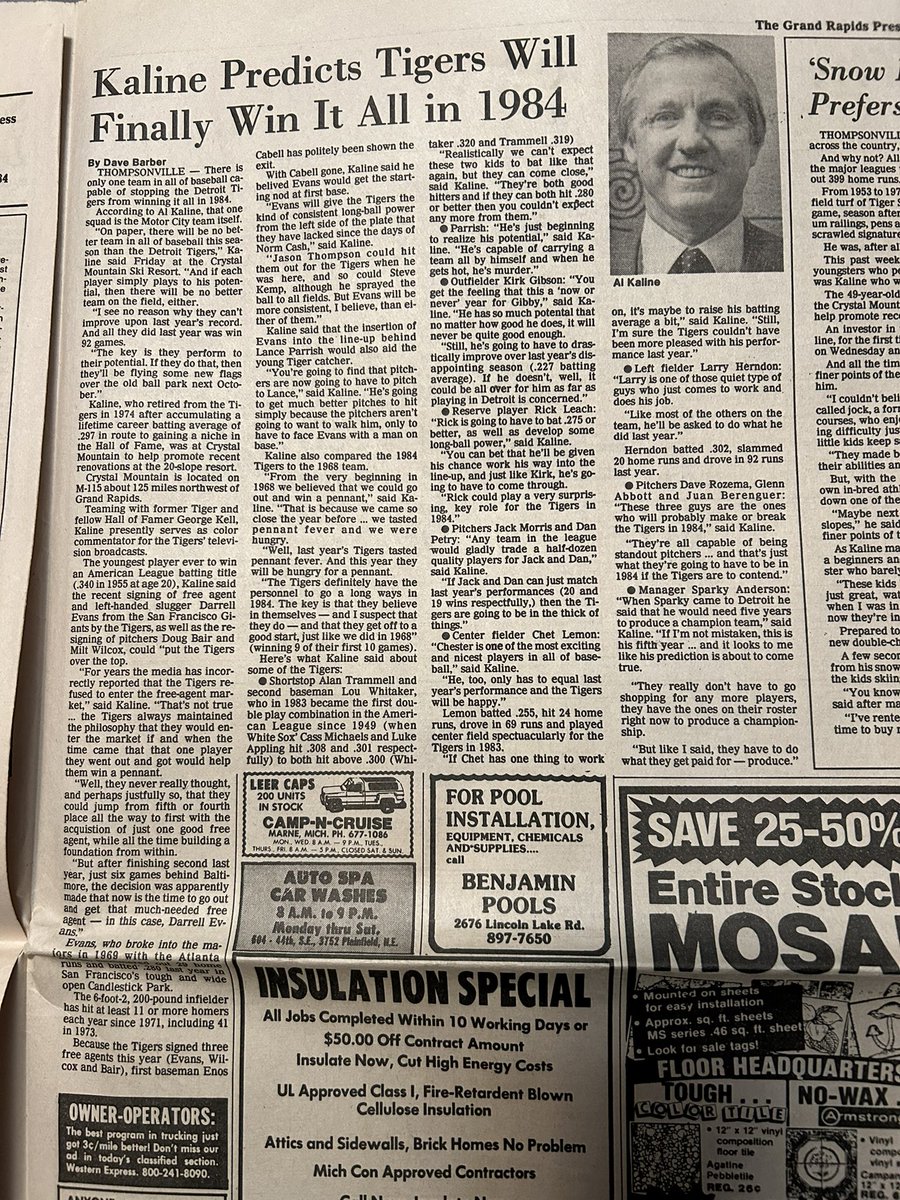 The Grand Rapids Pres
Kaline Predicts Tigers Will
Finally Win It All in 1984
By Dave Barber
THOMPSONVILLE — There is
only one team in all of baseball ca-
pable of stopping the Detroit Ti-
gers from winning it all in 1984.
According to Al Kaline, that one
squad is the Motor City team itself.
"On paper, there will be no bet-
ter team in all of baseball this sea-
son than the Detroit Tigers," Ka-
line said Friday at the Crystal
Mountain Ski Resort. "And if each
player simply plays to his poten-
tial, then there will be no better
team on the field, either.
"I see no reason why they can't
improve upon last year's record.
And all they did last year was win
92 games.
"The key is they perform to
their potential. If they do that, then
they'll be flying some new flags
over the old ball park next Octo-
ber."
Kaline, who retired from the Ti-
gers in 1974 after accumulating a
lifetime career batting average of
.297 in route to gaining a niche in
the Hall of Fame, was at Crystal
Mountain to help promote recent
renovations at the 20-slope resort.
Crystal Mountain is located on
M-115 about 125 miles northwest of
Grand Rapids.
Teaming with former Tiger and
fellow Hall of Famer George Kell,
Kaline presently serves as color
commentator for the Tigers' televi-
sion broadcasts.
The youngest player ever to win
an American League batting title
(.340 in 1955 at age 20), Kaline said
the recent signing of free agent
and left-handed slugger Darrell
Evans from the San Francisco Gi-
ants by the Tigers, as well as the re-
signing of pitchers Doug Bair and
Milt Wilcox, could "put the Tigers
over the top.
"For years the media has incor-
rectly reported that the Tigers re-
fused to enter the free-agent mar-
ket," said Kaline. "That's not true
... the Tigers always maintained
the philosophy that they would en-
ter the market if and when the
time came that that one player
they went out and got would help
them win a pennant.
"Well, they never really thought,
and perhaps justfully so, that they
could jump from fifth or fourth
place all the way to first with the
acquistion of just one good free
agent, while all the time building a
foundation from within.
"But after finishing second last
year, just six games behind Balti-
more, the decision was apparently
made that now is the time to go out
and get that much-needed free
agent — in this case, Darrell Ev-
ans."
Evans, who broke into the ma-
jors in 1969 with the Atlanta
San Francisco's tough and wide
open Candlestick Park.
The 6-foot-2, 200-pound infielder
has hit at least 11 or more homers
each year since 1971, including 41
in 1973.
Because the Tigers signed three
free agents this year (Evans, Wil-
cox and Bair), first baseman Enos
Cabell has politely been shown the
exit.
With Cabell gone, Kaline said he
belived Evans would get the start-
ing nod at first base.
"Evans will give the Tigers the
kind of consistent long-ball power
from the left side of the plate that
they have lacked since the days of
Norm Cash," said Kaline.
"Jason Thompson could hit
them out for the Tigers when he
was here, and so could Steve
Kemp, although he sprayed the
ball to all fields. But Evans will be
more consistent, I believe, than ei-
ther of them."
Kaline said that the insertion of
Evans into the line-up behind
Lance Parrish would also aid the
young Tiger catcher.
"You're going to find that pitch-
ers are now going to have to pitch
to Lance," said Kaline. "He's going
to get much better pitches to hit
simply because the pitchers aren't
going to want to walk him, only
to have to face Evans with a man on
base."
Kaline also compared the 1984
Tigers to the 1968 team.
"From the very beginning in
1968 we believed that we could go
out and win a pennant," said Ka-
line. "That is because we came so
close the year before ... we tasted
pennant fever and we were
hungry.
"Well, last year's Tigers tasted
pennant fever. And this year they
will be hungry for a pennant.
"The Tigers definitely have the
personnel to go a long ways in
1984. The key is that they believe
in themselves — and I suspect that
they do — and that they get off to a
good start, just like we did in 1968"
(winning 9 of their first 10 games).
Here's what Kaline said about
some of the Tigers:
● Shortstop Alan Trammell and
second baseman Lou Whitaker,
who in 1983 became the first dou-
ble play combination in the Ameri-
can League since 1949 (when
White Sox' Cass Michaels and Luke
Appling hit .308 and .301 respect-
fully) to both hit above .300 (Whi-
taker .320 and Trammell .319)
"Realistically we can't expect
these two kids to bat like that
again, but they can come close,"
said Kaline. "They're both good
hitters and if they can both hit .280
or better then you couldn't expect
any more from them."
● Parrish: "He's just beginning
to realize his potential," said Ka-
line. "He's capable of carrying a
team all by himself and when he
gets hot, he's murder."
● Outfielder Kirk Gibson: "You
get the feeling that this a 'now or
never' year for Gibby," said Ka-
line. "He has so much potential that
no matter how good he does, it will
never be quite good enough.
"Still, he's going to have to dras-
tically improve over last year's dis-
appointing season (.227 batting
average). If he doesn't, well, it
could be all over for him as far as
playing in Detroit is concerned."
● Reserve player Rick Leach:
"Rick is going to have to bat .275 or
better, as well as develop some
long-ball power," said Kaline.
"You can bet that he'll be given
his chance to work his way into the
line-up, and just like Kirk, he's go-
ing to have to come through.
"Rick could play a very surpris-
ing, key role for the Tigers in
1984."
● Pitchers Jack Morris and Dan
Petry: "Any team in the league
would gladly trade a half-dozen
quality players for Jack and Dan,"
said Kaline.
"If Jack and Dan can just match
last year's performances (20 and
19 wins respectfully,) then the Ti-
gers are going to be in the thick of
things."
● Center fielder Chet Lemon:
"Chester is one of the most exciting
and nicest players in all of base-
ball," said Kaline.
"He, too, only has to equal last
year's performance and the Tigers
will be happy."
Lemon batted .255, hit 24 home
runs, drove in 69 runs and played
center field spectuacularly for the
Tigers in 1983.
"If Chet has one thing to work
Al Kaline
on, it's maybe to raise his batting
average a bit," said Kaline. "Still,
I'm sure the Tigers couldn't have
been more pleased with his perfor-
mance last year."
● Left fielder Larry Herndon:
"Larry is one of those quiet type of
guys who just comes to work and
does his job.
"Like most of the others on the
team, he'll be asked to do what he
did last year."
Herndon batted .302, slammed
20 home runs and drove in 92 runs
last year.
● Pitchers Dave Rozema, Glenn
Abbott and Juan Berenguer:
"These three guys are the ones
who will probably make or break
the Tigers in 1984," said Kaline.
"They're all capable of being
standout pitchers ... and that's just
what they're going to have to be in
1984 if the Tigers are to contend."
● Manager Sparky Anderson:
"When Sparky came to Detroit he
said that he would need five years
to produce a champion team," said
Kaline. "If I'm not mistaken, this is
his fifth year ... and it looks to me
like his prediction is about to come
true.
"They really don't have to go
shopping for any more players,
they have the ones on their roster
right now to produce a champion-
ship.
"But like I said, they have to do
what they get paid for — produce."
'Snow
Prefers
THOMPSONVILL
across the country,
And why not? All
the major leagues
out 399 home runs.
From 1953 to 197
field turf of Tiger S
game, season after
um railings, pens a
scrawled signature
He was, after al
This past week
youngsters who pe
was Kaline who w
The 49-year-old
the Crystal Mount
help promote rece
An investor in
line, for the first ti
on Wednesday an
And all the tim
finer points of the
him.
"I couldn't beli
called jock, a form
courses, who enjo
ing difficulty just
little kids keep s
"They made b
their abilities an
But, with the
own in-bred athl
down one of the
"Maybe next
slopes," he said
finer points of t
As Kaline ma
a beginners an
ster who barely
"These kids
just great, wat
when I was in
now they're in
Prepared to
new double-ch
A few secon
from his snow
the kids skiin
"You know
said after ma
"I've rente
time to buy m
LEER CAPS
200 UNITS
IN STOCK
CAMP-N-CRUISE
MARNE, MICH. PH. 677-1086
MON., WED. 8 A.M. — 9 P.M., TUES.,
THURS., FRI. 8 A.M. — 5 P.M., CLOSED SAT. & SUN.
AUTO SPA
CAR WASHES
8 A.M. to 9 P.M.
Monday thru Sat.
604 - 44th, S.E., 3752 Plainfield, N.E.
FOR POOL
INSTALLATION,
EQUIPMENT, CHEMICALS
AND SUPPLIES....
call
BENJAMIN
POOLS
2676 Lincoln Lake Rd.
897-7650
INSULATION SPECIAL
All Jobs Completed Within 10 Working Days or
$50.00 Off Contract Amount
Insulate Now, Cut High Energy Costs
UL Approved Class I, Fire-Retardent Blown
Cellulose Insulation
Attics and Sidewalls, Brick Homes No Problem
Mich Con Approved Contractors
OWNER-OPERATORS:
The best program in trucking just
got 3c/mile better! Don't miss our
ad in today's classified section.
Western Express. 800-241-8090.
SAVE 25-50%
Entire Stoc
MOSA
• Mounted on sheets
for easy installation
• Approx. sq. ft. sheets
MS series .46 sq. ft. sheet
• Look for sale tags!
FLOOR HEADQUARTERS
TOUGH ...
COLOR TILE
• 12" x 12" vinyl
composition
floor tile
Agatine
Pebbletile
REG. 26¢
NO-WAX
Armstron
• Vinyl
compo
vinyl
12" x 1
REG.